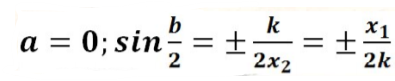 a = 0; sin b/2 = ± k/2x₂ = ± x₁/2k